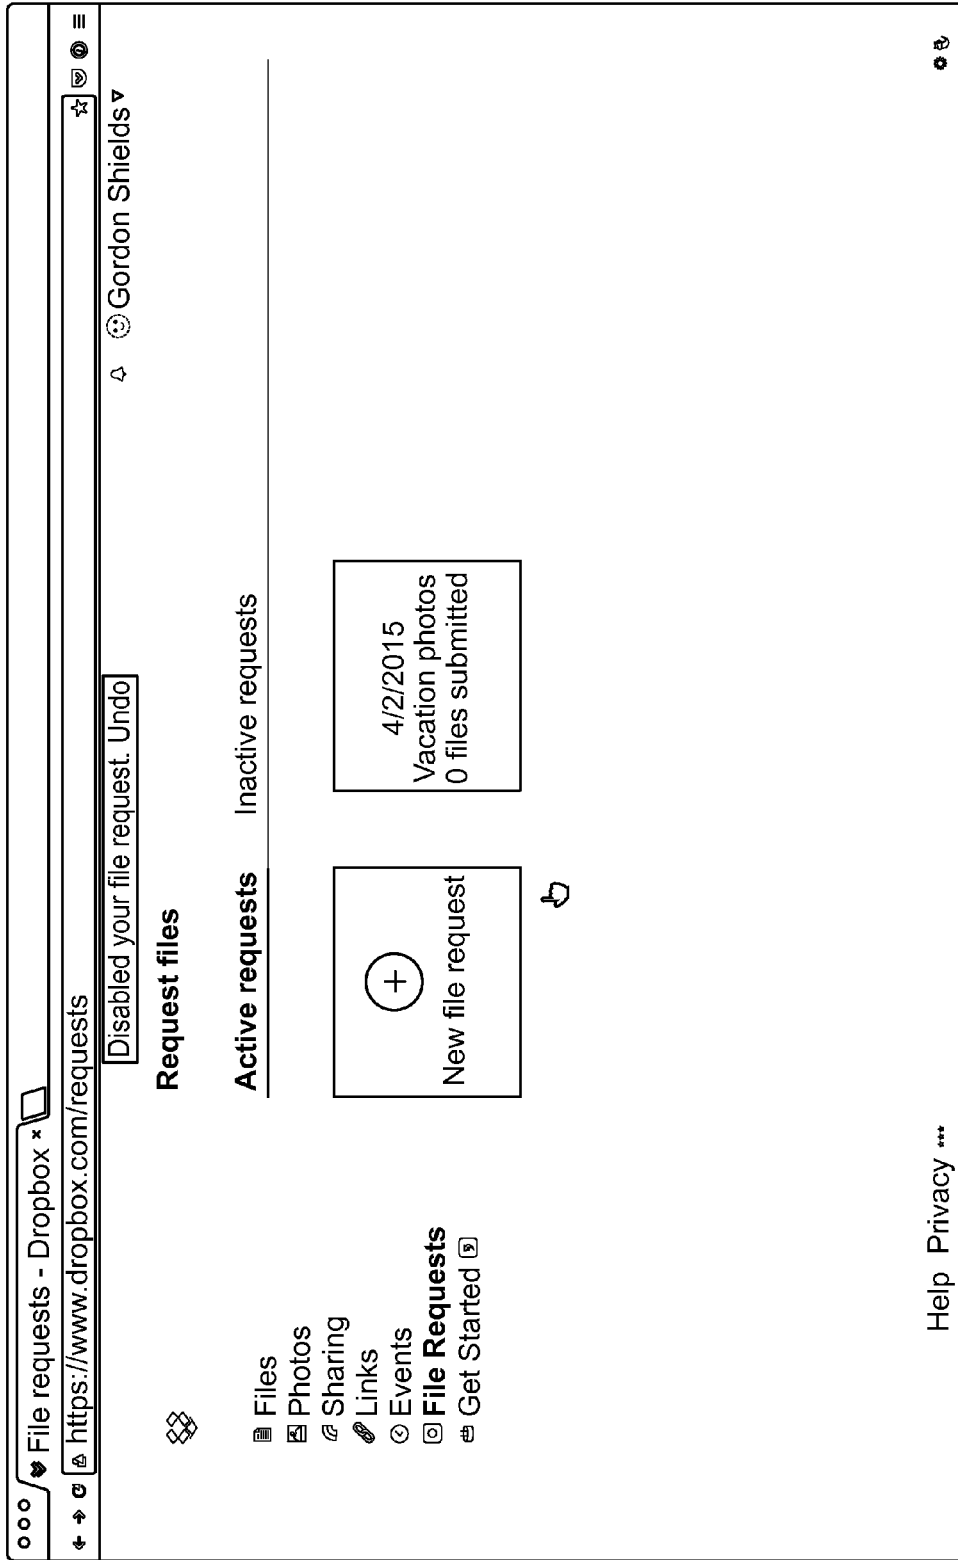 File requests - Dropbox ×
https://www.dropbox.com/requests
Disabled your file request. Undo
Gordon Shields
Request files
Active requests Inactive requests
Files
Photos
Sharing
Links
Events
File Requests
Get Started
New file request
4/2/2015
Vacation photos
0 files submitted
Help Privacy •••